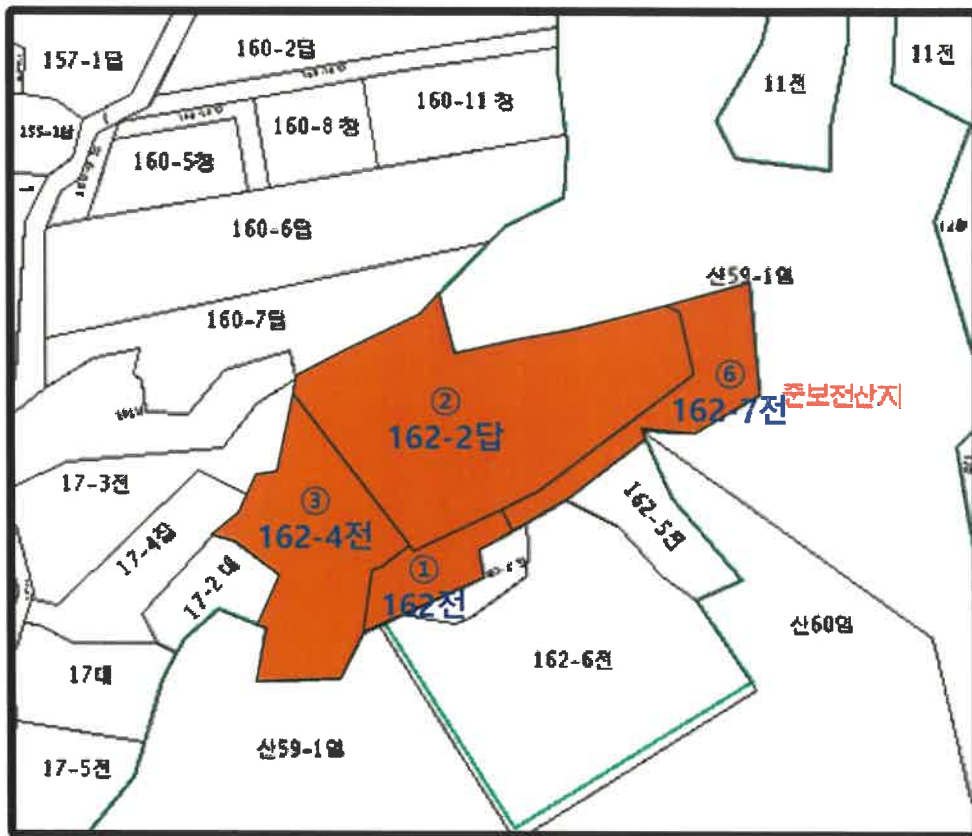 157-1답
160-2답
11전
11전
160-11 창
160-8 창
160-5창
160-6답
산59-1임
160-7답
②
162-2답
⑥
162-7전
준보전산지
17-3전
③
162-4전
162-5전
17-2 대
①
162전
산60임
162-6전
17대
산59-1임
17-5전